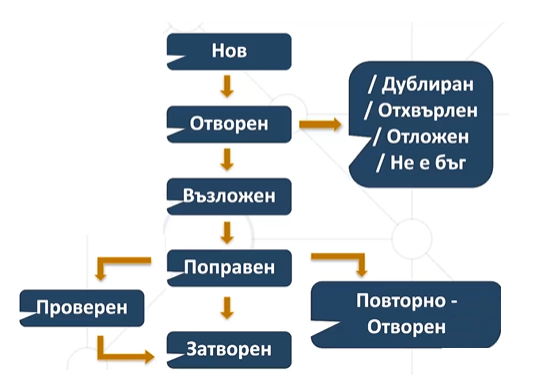 Нов
/ Дублиран
Отворен
/ Отхвърлен
/ Отложен
/ Не е бъг
Възложен
Поправен
Проверен
Повторно -
Отворен
Затворен